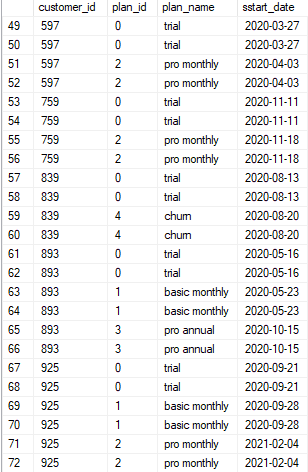 customer_id plan_id plan_name sstart_date
49 597 0 trial 2020-03-27
50 597 0 trial 2020-03-27
51 597 2 pro monthly 2020-04-03
52 597 2 pro monthly 2020-04-03
53 759 0 trial 2020-11-11
54 759 0 trial 2020-11-11
55 759 2 pro monthly 2020-11-18
56 759 2 pro monthly 2020-11-18
57 839 0 trial 2020-08-13
58 839 0 trial 2020-08-13
59 839 4 churn 2020-08-20
60 839 4 churn 2020-08-20
61 893 0 trial 2020-05-16
62 893 0 trial 2020-05-16
63 893 1 basic monthly 2020-05-23
64 893 1 basic monthly 2020-05-23
65 893 3 pro annual 2020-10-15
66 893 3 pro annual 2020-10-15
67 925 0 trial 2020-09-21
68 925 0 trial 2020-09-21
69 925 1 basic monthly 2020-09-28
70 925 1 basic monthly 2020-09-28
71 925 2 pro monthly 2021-02-04
72 925 2 pro monthly 2021-02-04